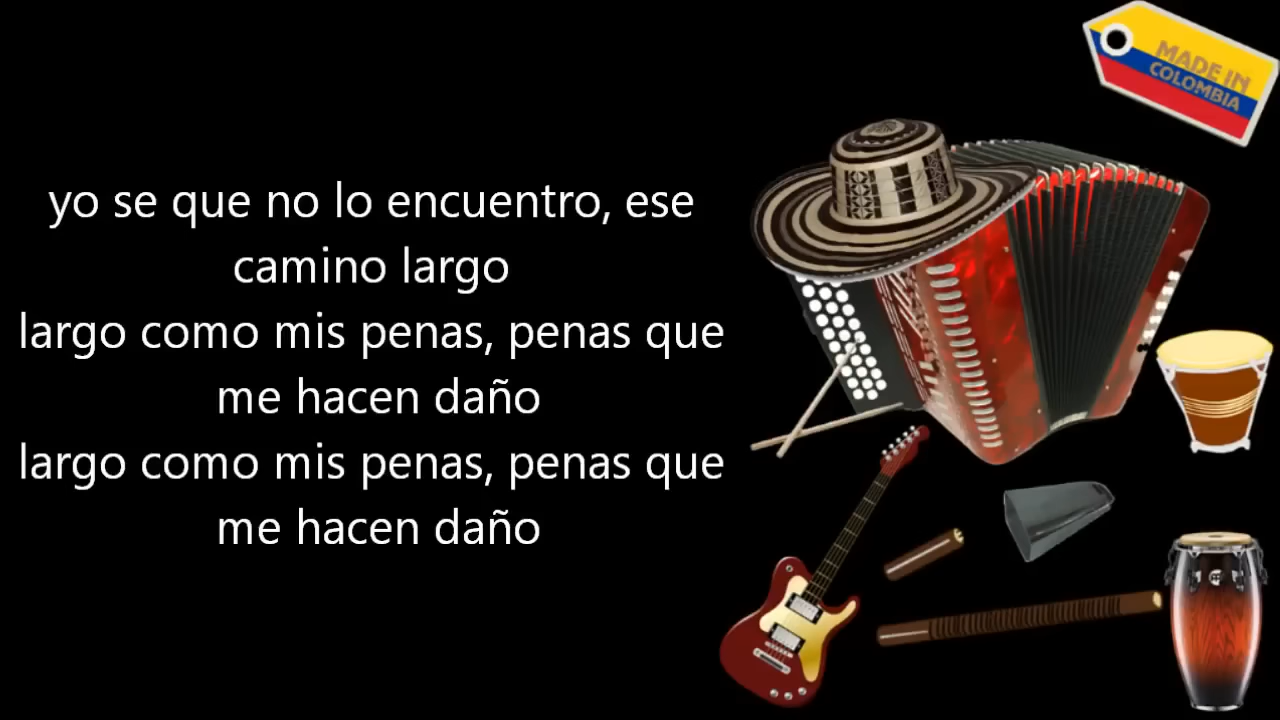 yo se que no lo encuentro, ese
camino largo
largo como mis penas, penas que
me hacen daño
largo como mis penas, penas que
me hacen daño
MADE IN
COLOMBIA